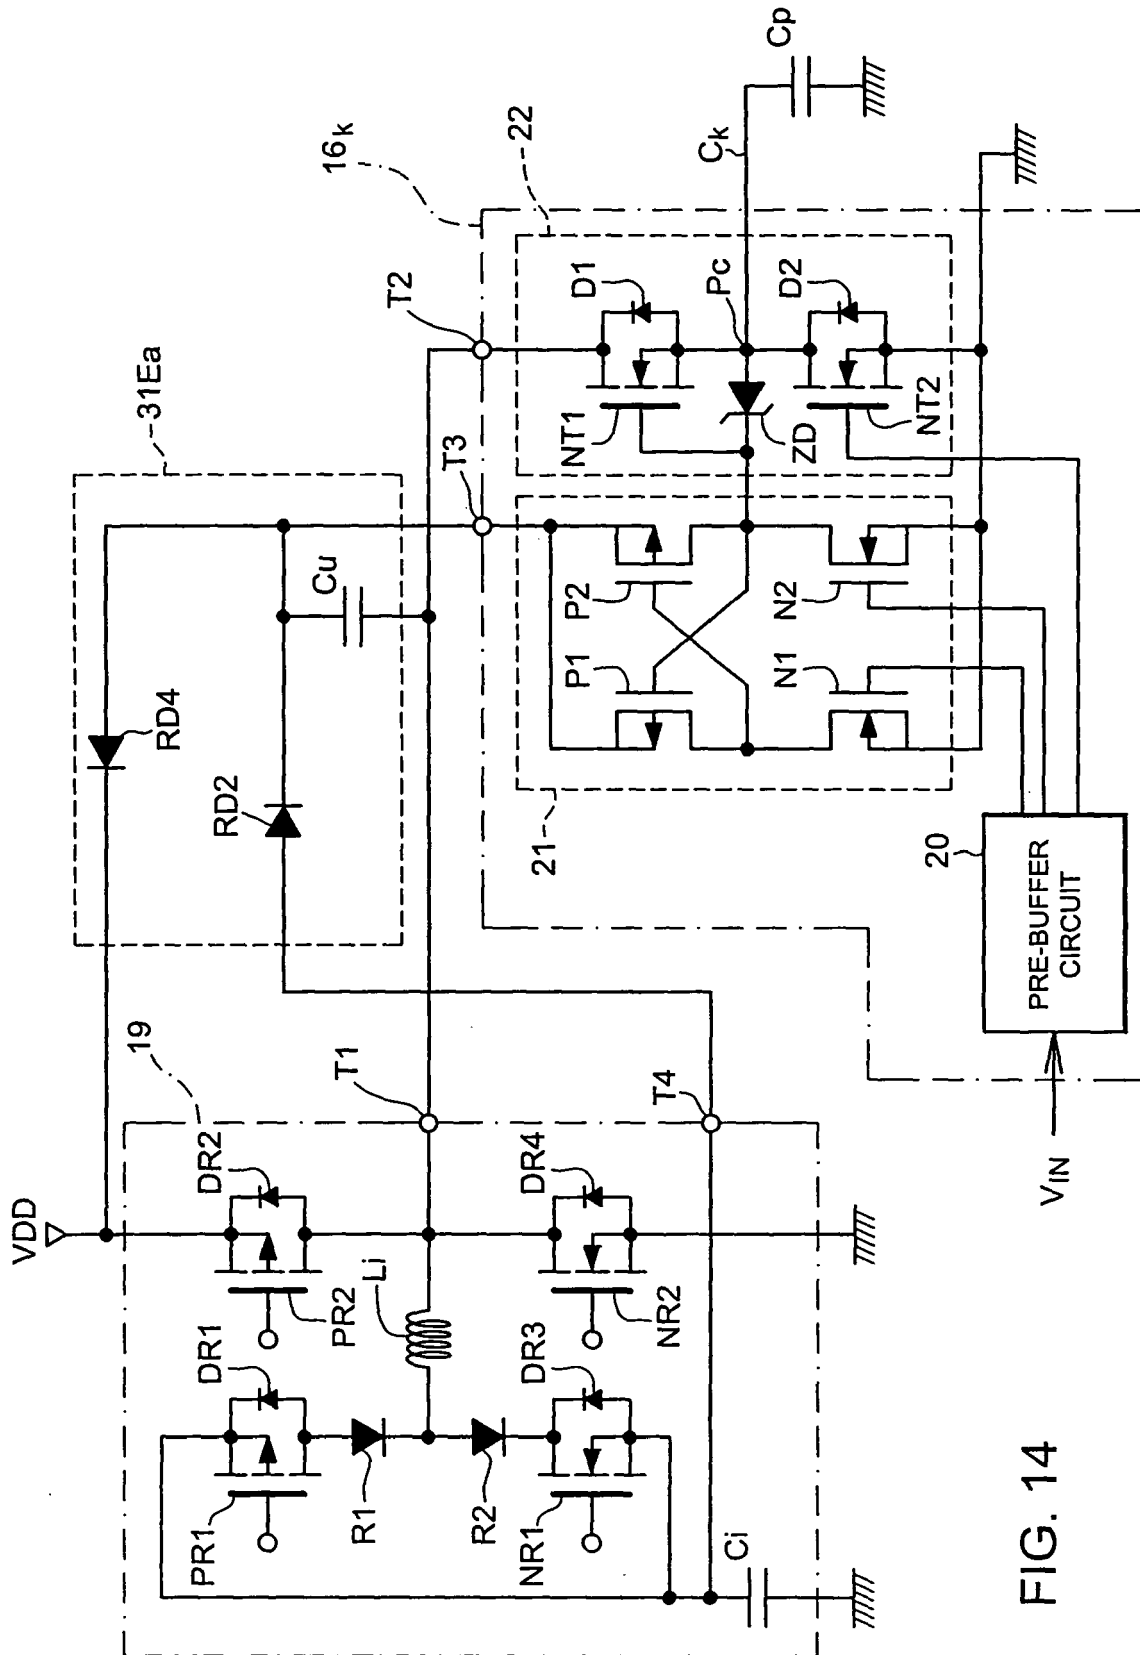 VDD
19
DR1
DR2
PR1
PR2
R1
Li
T1
R2
DR3
DR4
NR1
NR2
Ci
T4
31Ea
RD4
RD2
Cu
T3
T2
16k
22
21
P1
P2
N1
N2
D1
NT1
Pc
ZD
D2
NT2
Ck
Cp
20
PRE-BUFFER
CIRCUIT
VIN
FIG. 14